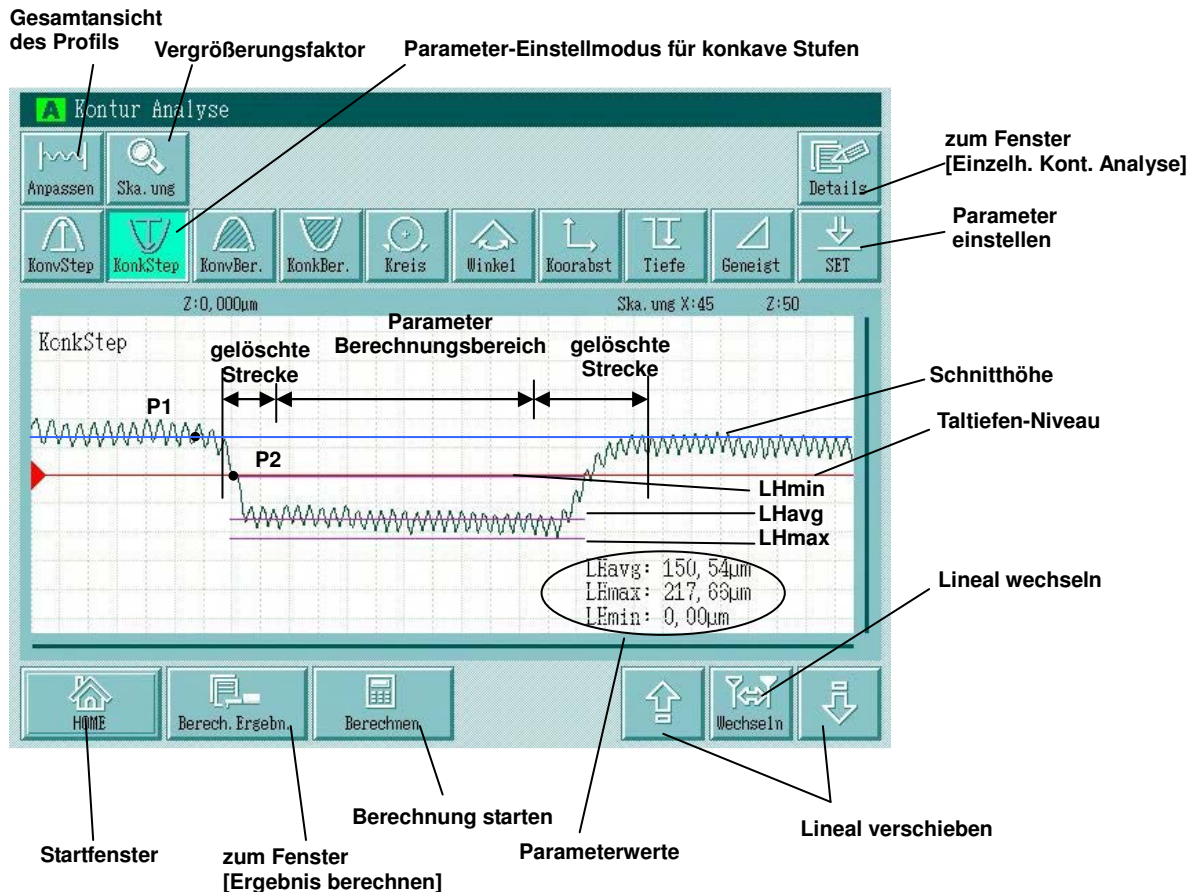 Gesamtansicht
des Profils
Vergrößerungsfaktor
Parameter-Einstellmodus für konkave Stufen
A Kontur Analyse
Anpassen
Ska.ung
Details
zum Fenster
[Einzelh. Kont. Analyse]
KonvStep
KonkStep
KonvBer.
KonkBer.
Kreis
Winkel
Koorabst
Tiefe
Geneigt
SET
Parameter
einstellen
Z:0,000µm
Ska.ung X:45 Z:50
KonkStep
gelöschte
Strecke
Parameter
Berechnungsbereich
gelöschte
Strecke
Schnitthöhe
P1
Taltiefen-Niveau
P2
LHmin
LHavg
LHmax
LHavg: 150,54µm
LHmax: 217,66µm
LHmin: 0,00µm
Lineal wechseln
HOME
Berech.Ergebn.
Berechnen
Wechseln
Berechnung starten
Lineal verschieben
Startfenster
zum Fenster
[Ergebnis berechnen]
Parameterwerte